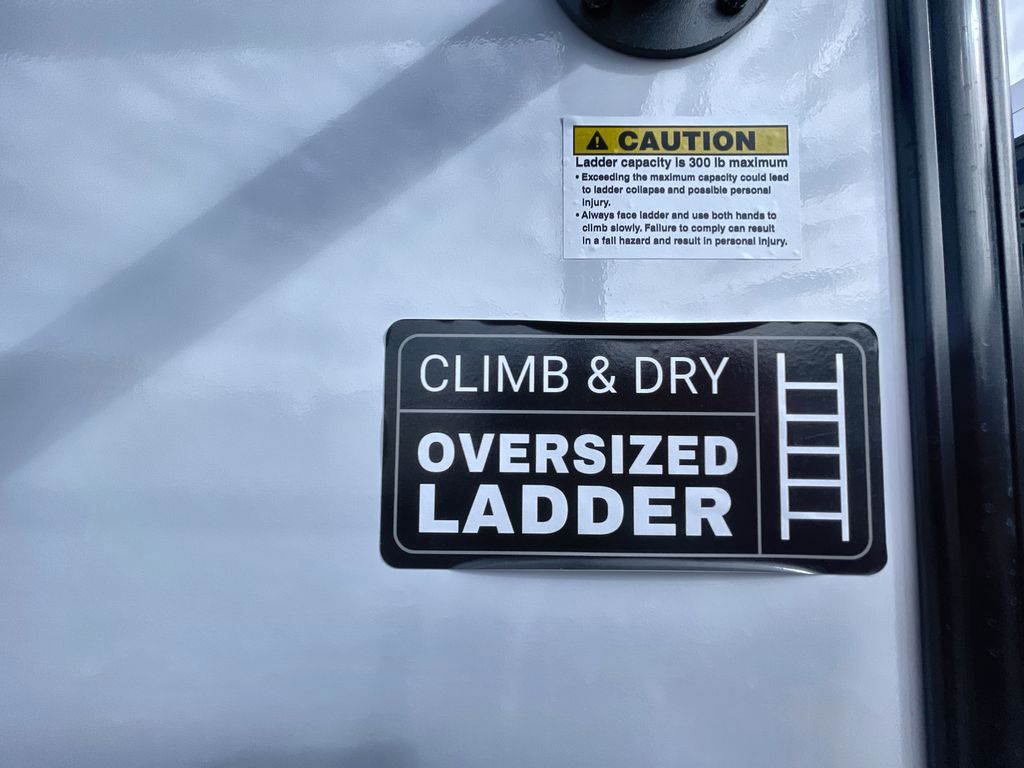 CAUTION
Ladder capacity is 300 lb maximum
• Exceeding the maximum capacity could lead
to ladder collapse and possible personal
injury.
• Always face ladder and use both hands to
climb slowly. Failure to comply can result
in a fall hazard and result in personal injury.
CLIMB & DRY
OVERSIZED
LADDER